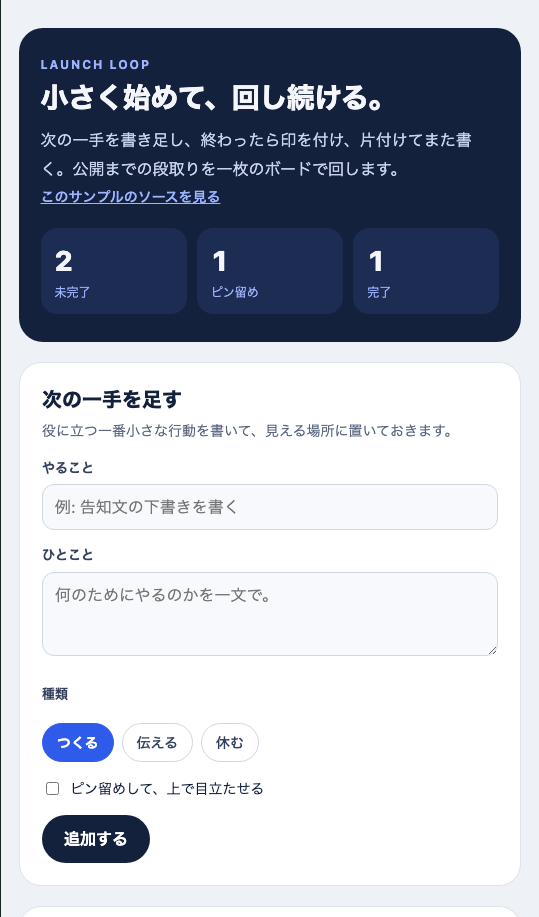 LAUNCH LOOP
小さく始めて、回し続ける。
次の一手を書き足し、終わったら印を付け、片付けてまた書
く。公開までの段取りを一枚のボードで回します。
このサンプルのソースを見る
2
未完了
1
ピン留め
1
完了
次の一手を足す
役に立つ一番小さな行動を書いて、見える場所に置いておきます。
やること
例: 告知文の下書きを書く
ひとこと
何のためにやるのかを一文で。
種類
つくる
伝える
休む
ピン留めして、上で目立たせる
追加する